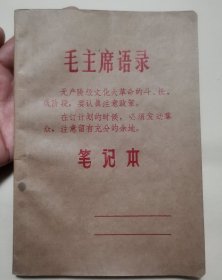 毛主席语录
无产阶级文化大革命的斗、批、
改阶段，要认真注意政策。
在订计划的时候，必须发动群
众，注意留有充分的余地。
笔记本